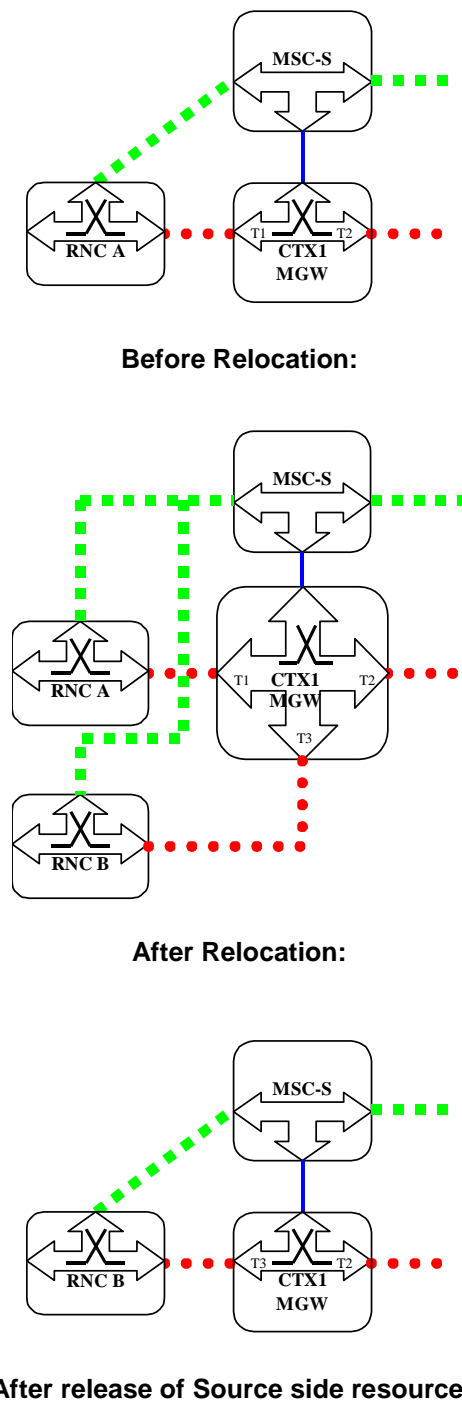 MSC-S
T1
T2
RNC A
CTX1
MGW
Before Relocation:
MSC-S
T1
CTX1
T2
RNC A
MGW
T3
RNC B
After Relocation:
MSC-S
T3
T2
RNC B
CTX1
MGW
After release of Source side resource